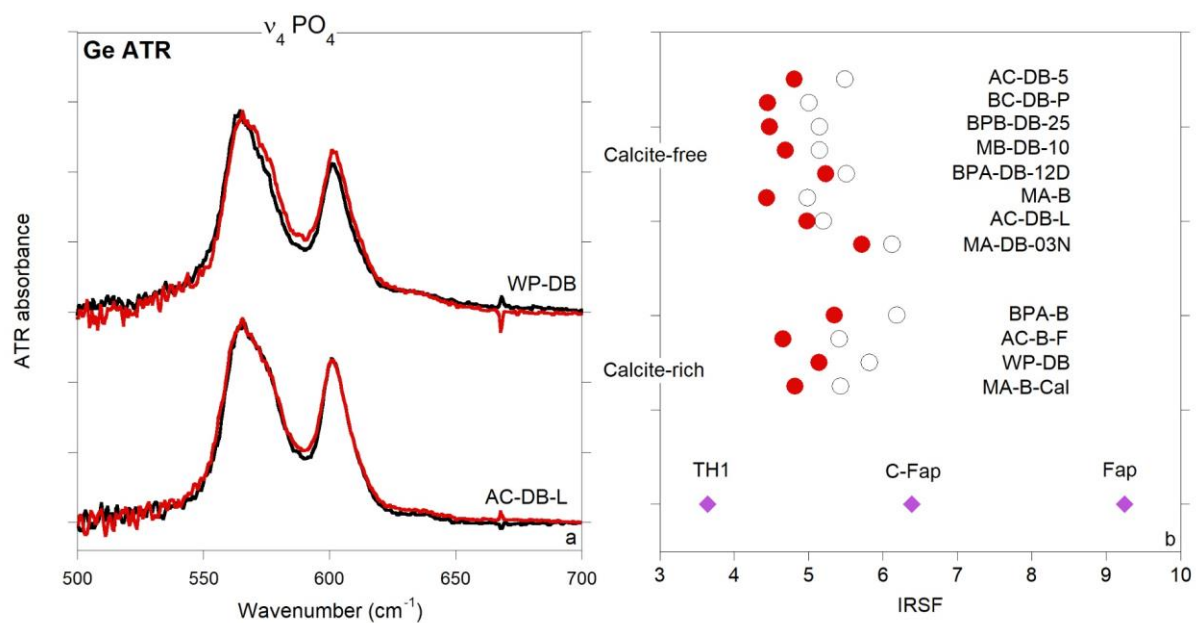 ν₄ PO₄
Ge ATR
WP-DB
AC-DB-L
a
ATR absorbance
500 550 600 650 700
Wavenumber (cm⁻¹)
AC-DB-5
BC-DB-P
BPB-DB-25
MB-DB-10
Calcite-free
BPA-DB-12D
MA-B
AC-DB-L
MA-DB-03N
BPA-B
AC-B-F
Calcite-rich
WP-DB
MA-B-Cal
TH1 C-Fap Fap
b
3 4 5 6 7 8 9 10
IRSF